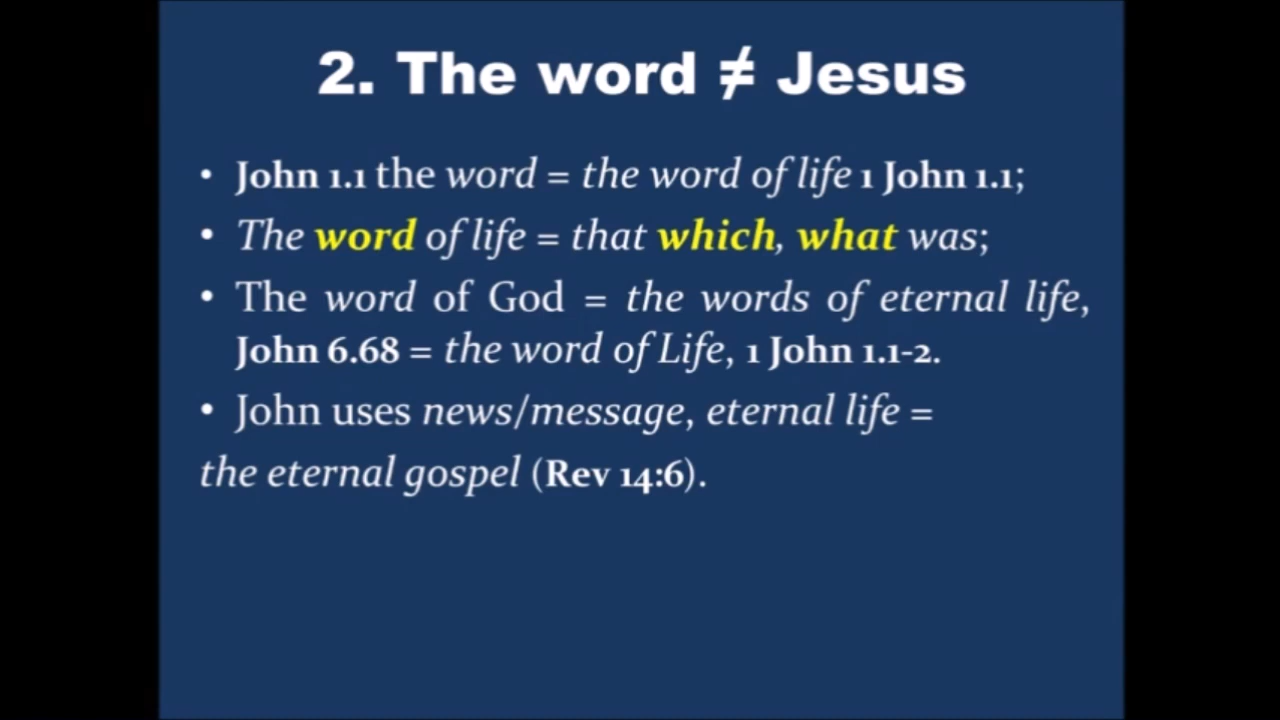 2. The word ≠ Jesus
• John 1.1 the word = the word of life 1 John 1.1;
• The word of life = that which, what was;
• The word of God = the words of eternal life,
John 6.68 = the word of Life, 1 John 1.1-2.
• John uses news/message, eternal life =
the eternal gospel (Rev 14:6).